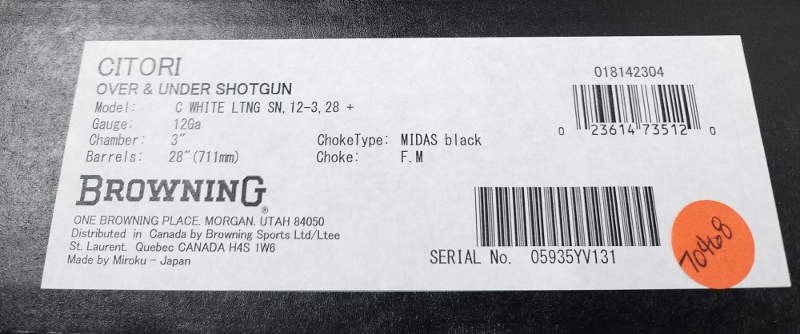 CITORI
OVER & UNDER SHOTGUN
Model: C WHITE LTNG SN, 12-3, 28 +
Gauge: 12Ga
Chamber: 3" ChokeType: MIDAS black
Barrels: 28"(711mm) Choke: F.M
018142304
0 23614 73512 0
BROWNING®
ONE BROWNING PLACE, MORGAN, UTAH 84050
Distributed in Canada by Browning Sports Ltd/Ltee
St. Laurent. Quebec CANADA H4S 1W6
Made by Miroku - Japan
SERIAL No. 05935YV131
70468